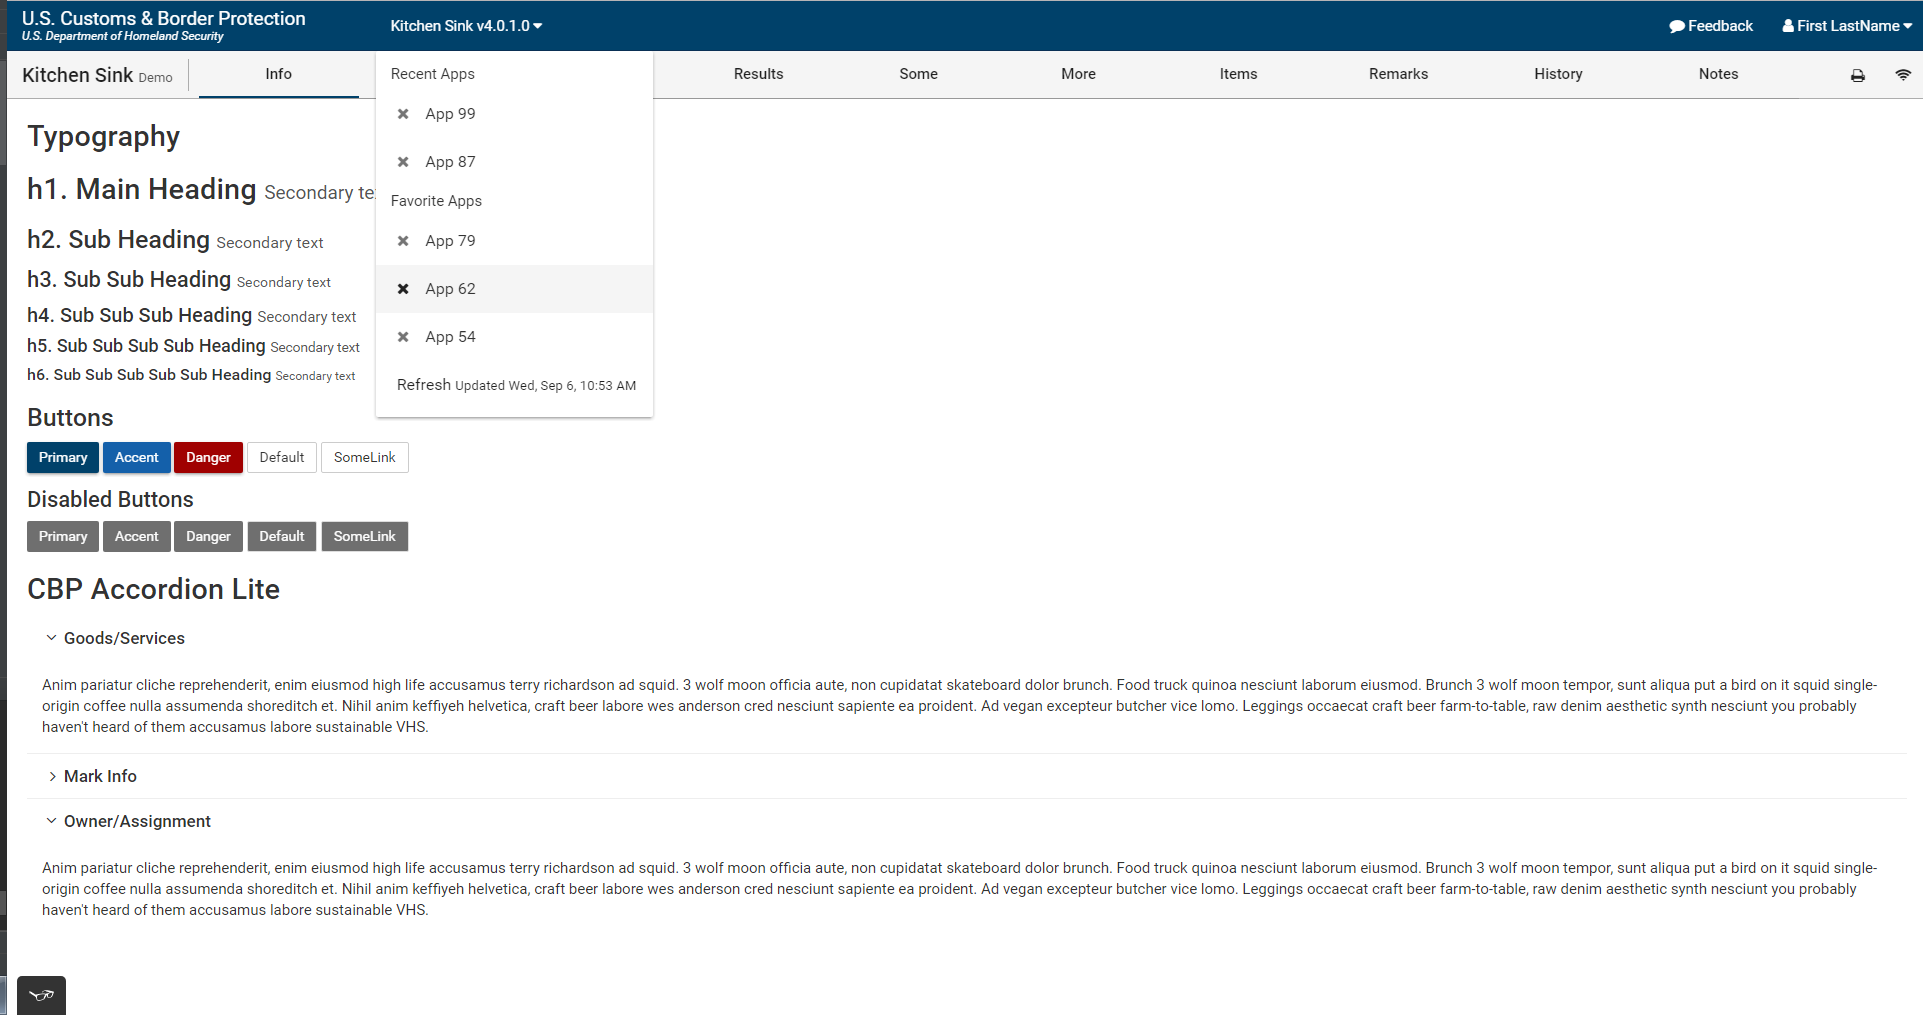 U.S. Customs & Border Protection
U.S. Department of Homeland Security
Kitchen Sink v4.0.1.0
Feedback
First LastName
Kitchen Sink Demo
Info
Results
Some
More
Items
Remarks
History
Notes
Recent Apps
App 99
App 87
Favorite Apps
App 79
App 62
App 54
Refresh Updated Wed, Sep 6, 10:53 AM
Typography
h1. Main Heading Secondary te
h2. Sub Heading Secondary text
h3. Sub Sub Heading Secondary text
h4. Sub Sub Sub Heading Secondary text
h5. Sub Sub Sub Sub Heading Secondary text
h6. Sub Sub Sub Sub Sub Heading Secondary text
Buttons
Primary Accent Danger Default SomeLink
Disabled Buttons
Primary Accent Danger Default SomeLink
CBP Accordion Lite
Goods/Services
Anim pariatur cliche reprehenderit, enim eiusmod high life accusamus terry richardson ad squid. 3 wolf moon officia aute, non cupidatat skateboard dolor brunch. Food truck quinoa nesciunt laborum eiusmod. Brunch 3 wolf moon tempor, sunt aliqua put a bird on it squid single-
origin coffee nulla assumenda shoreditch et. Nihil anim keffiyeh helvetica, craft beer labore wes anderson cred nesciunt sapiente ea proident. Ad vegan excepteur butcher vice lomo. Leggings occaecat craft beer farm-to-table, raw denim aesthetic synth nesciunt you probably
haven't heard of them accusamus labore sustainable VHS.
Mark Info
Owner/Assignment
Anim pariatur cliche reprehenderit, enim eiusmod high life accusamus terry richardson ad squid. 3 wolf moon officia aute, non cupidatat skateboard dolor brunch. Food truck quinoa nesciunt laborum eiusmod. Brunch 3 wolf moon tempor, sunt aliqua put a bird on it squid single-
origin coffee nulla assumenda shoreditch et. Nihil anim keffiyeh helvetica, craft beer labore wes anderson cred nesciunt sapiente ea proident. Ad vegan excepteur butcher vice lomo. Leggings occaecat craft beer farm-to-table, raw denim aesthetic synth nesciunt you probably
haven't heard of them accusamus labore sustainable VHS.